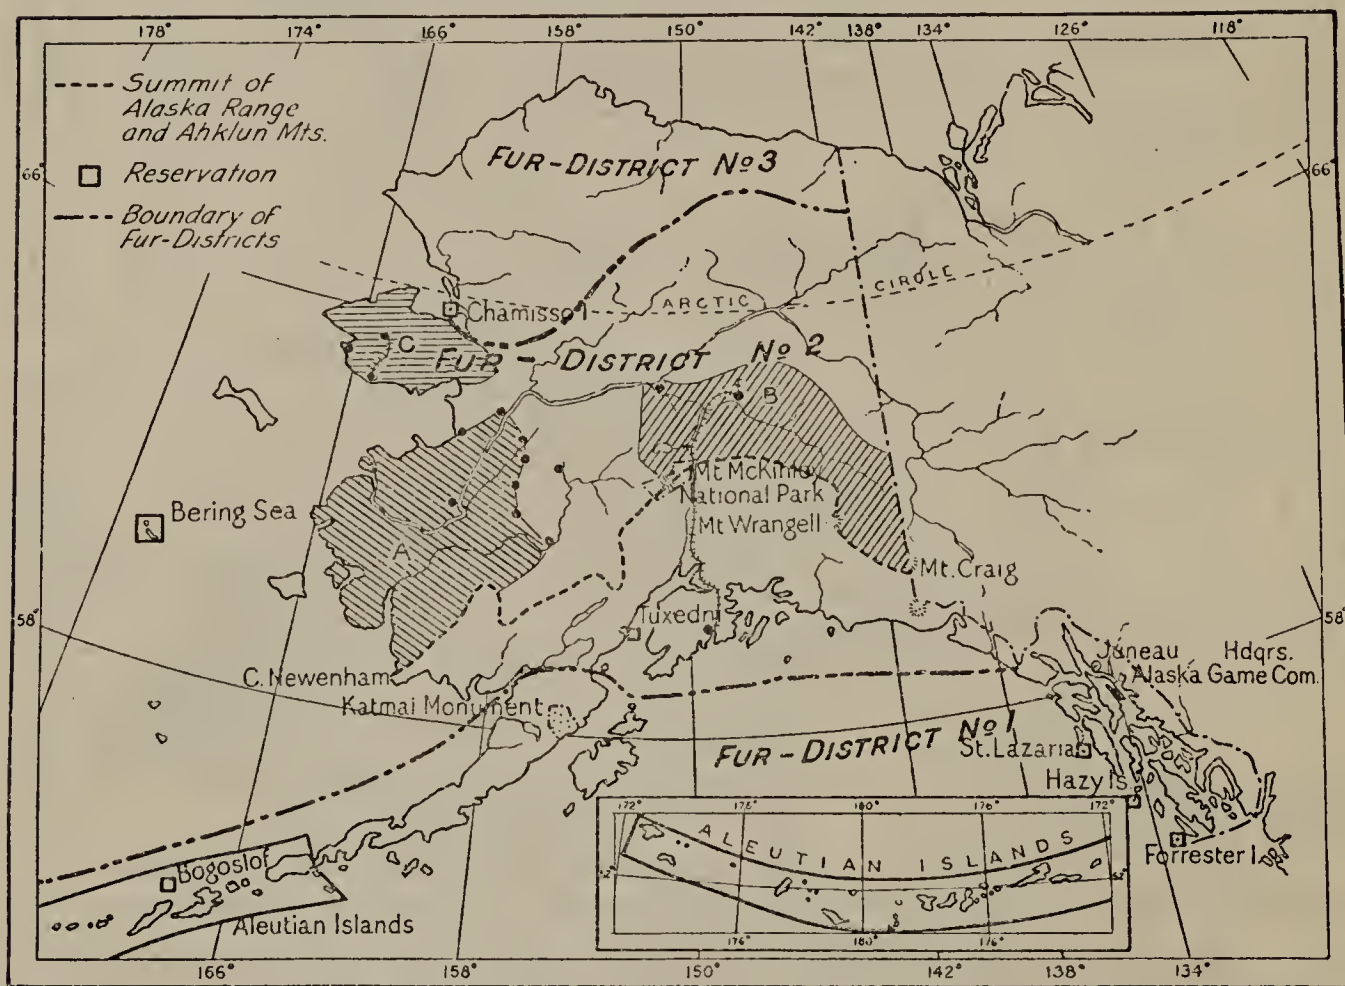 178° 174° 166° 158° 150° 142° 138° 134° 126° 118°
Summit of
Alaska Range
and Ahklun Mts.
Reservation
Boundary of
Fur-Districts
66°
66°
FUR-DISTRICT No 3
ARCTIC CIRCLE
Chamisso I
C
FUR - DISTRICT No 2
B
Mt McKinley
National Park
Mt Wrangell
Bering Sea
A
Mt. Craig
58°
58°
Tuxedni
Juneau Hdqrs.
Alaska Game Com.
C. Newenham
Katmai Monument
FUR-DISTRICT No 1
St. Lazaria
Hazy Is.
Forrester I.
Bogoslof
Aleutian Islands
172° 176° 180° 176° 172°
ALEUTIAN ISLANDS
52°
52°
176° 180° 176°
166° 158° 150° 142° 138° 134°